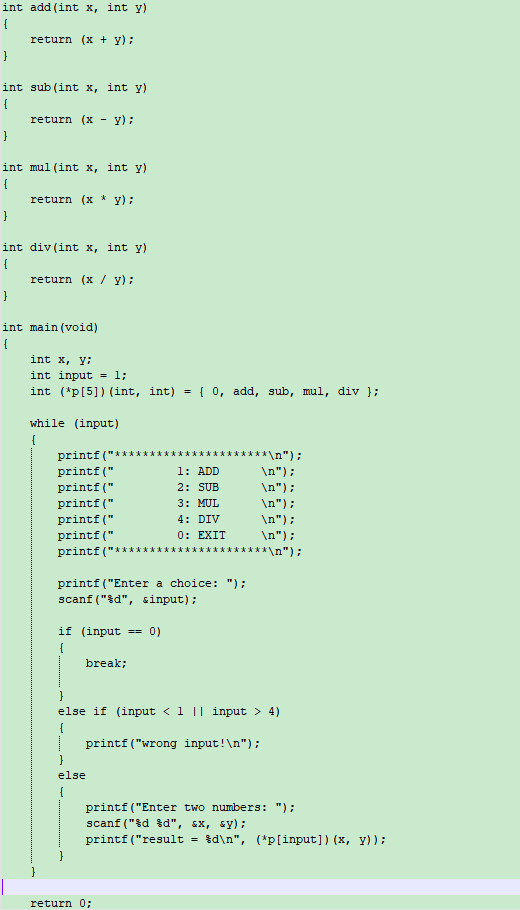 int add(int x, int y)
{
    return (x + y);
}

int sub(int x, int y)
{
    return (x - y);
}

int mul(int x, int y)
{
    return (x * y);
}

int div(int x, int y)
{
    return (x / y);
}

int main(void)
{
    int x, y;
    int input = 1;
    int (*p[5])(int, int) = { 0, add, sub, mul, div };

    while (input)
    {
        printf("**********************\n");
        printf("         1: ADD      \n");
        printf("         2: SUB      \n");
        printf("         3: MUL      \n");
        printf("         4: DIV      \n");
        printf("         0: EXIT     \n");
        printf("**********************\n");

        printf("Enter a choice: ");
        scanf("%d", &input);

        if (input == 0)
        {
            break;

        }
        else if (input < 1 || input > 4)
        {
            printf("wrong input!\n");
        }
        else
        {
            printf("Enter two numbers: ");
            scanf("%d %d", &x, &y);
            printf("result = %d\n", (*p[input])(x, y));
        }
    }

    return 0;